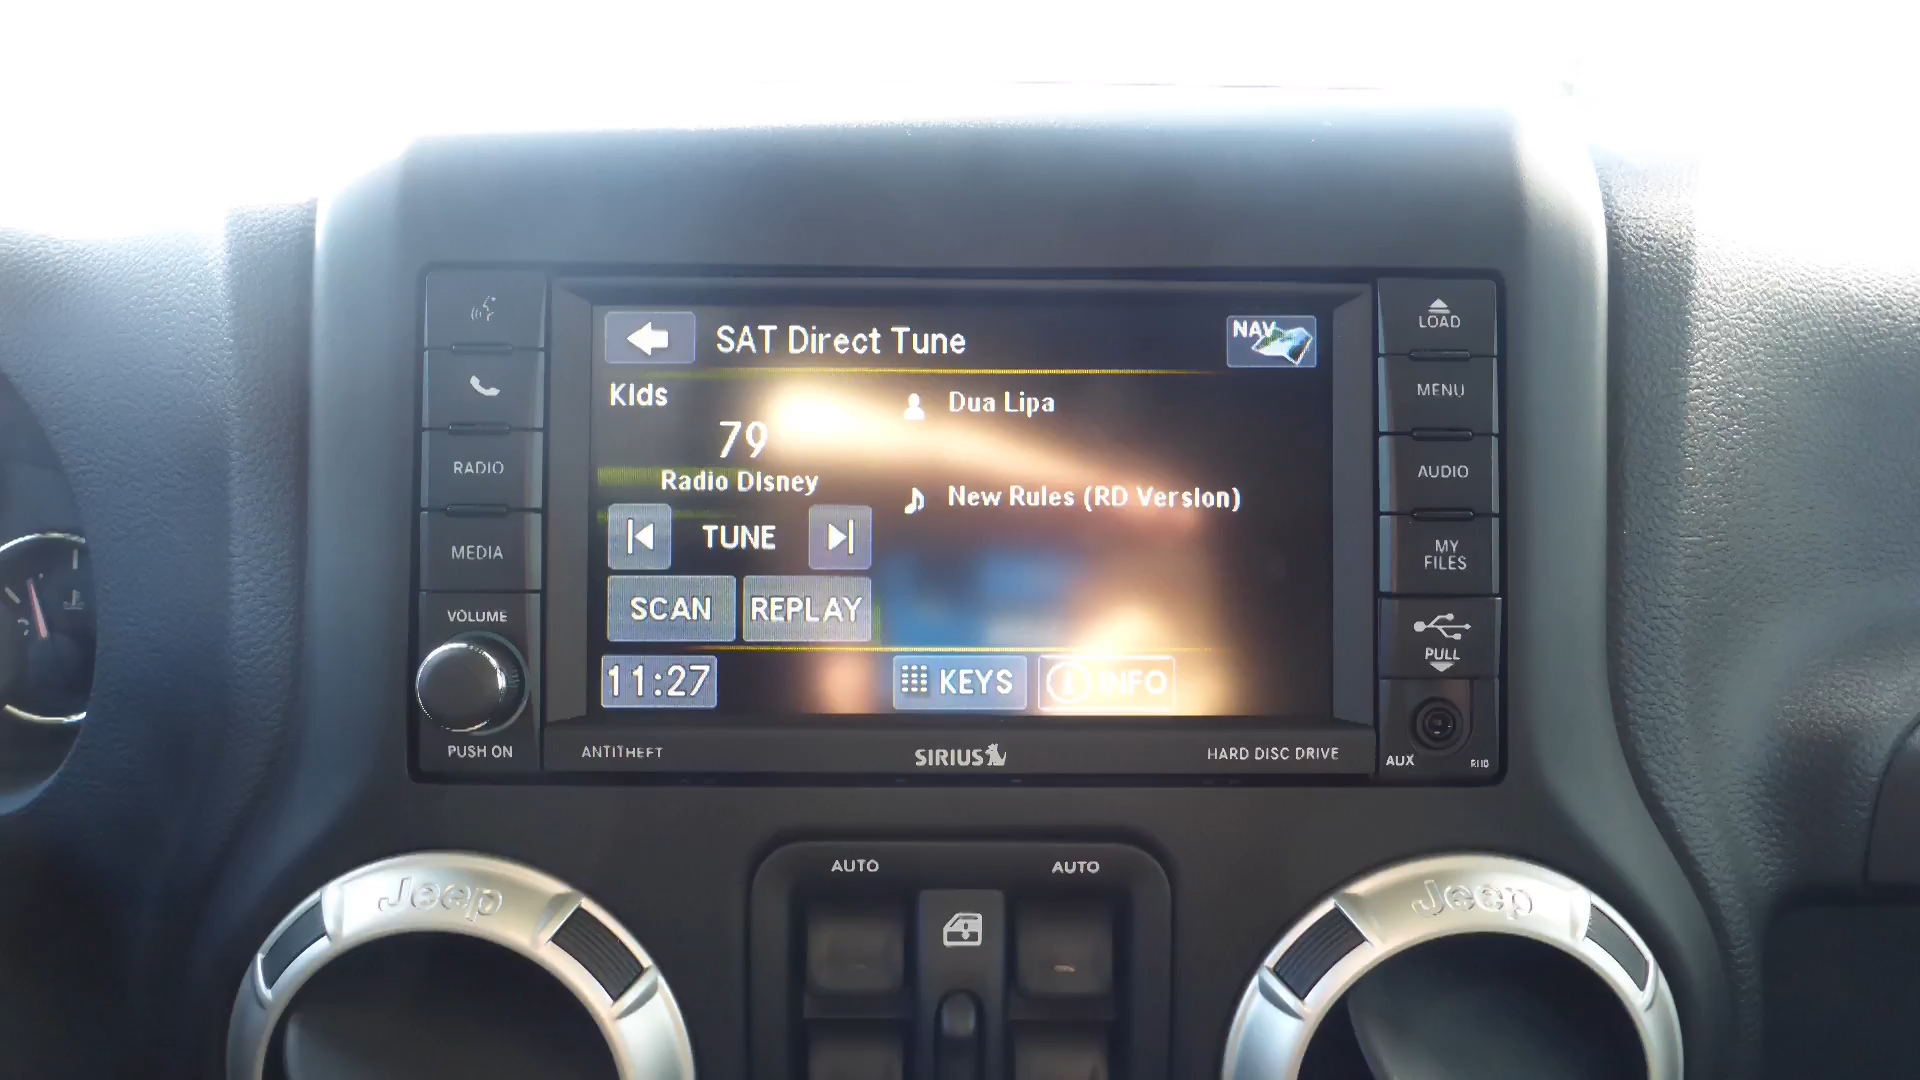 SAT Direct Tune
NAV
Kids
79
Radio Disney
Dua Lipa
New Rules (RD Version)
TUNE
SCAN
REPLAY
11:27
KEYS
INFO
RADIO
MEDIA
VOLUME
PUSH ON
LOAD
MENU
AUDIO
MY
FILES
PULL
AUX
ANTITHEFT
SIRIUS
HARD DISC DRIVE
AUTO
AUTO
Jeep
Jeep